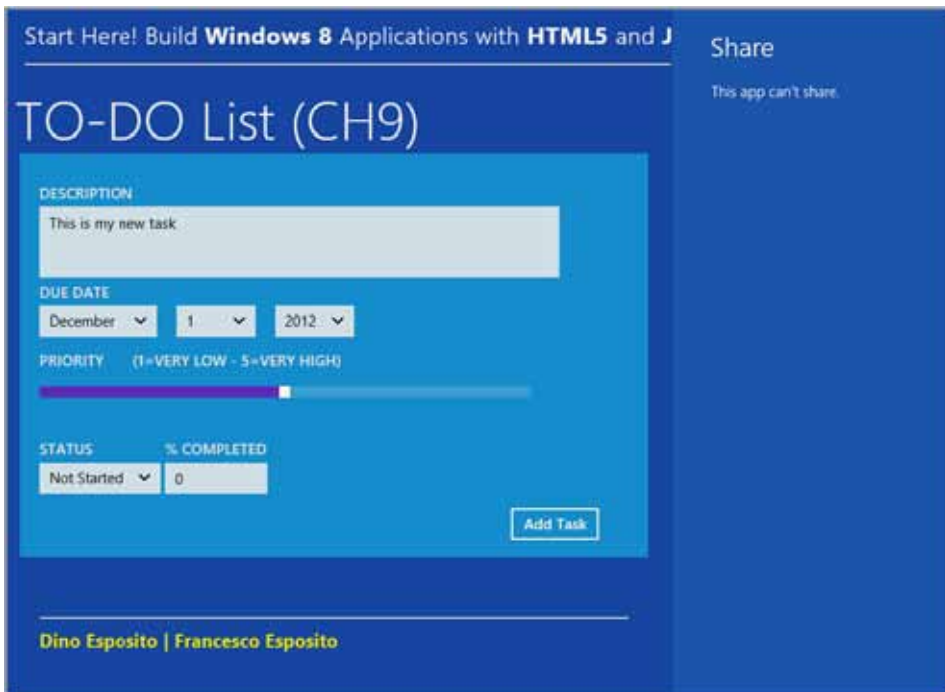 Start Here! Build Windows 8 Applications with HTML5 and J
TO-DO List (CH9)
DESCRIPTION
This is my new task
DUE DATE
December 1 2012
PRIORITY (1=VERY LOW - 5=VERY HIGH)
STATUS % COMPLETED
Not Started 0
Add Task
Dino Esposito | Francesco Esposito
Share
This app can't share.